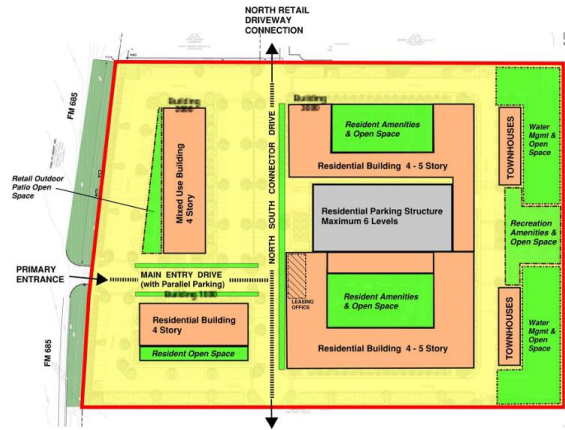 NORTH RETAIL
DRIVEWAY
CONNECTION
FM 685
Building
Building
Resident Amenities
& Open Space
Water
Mgmt &
Open
Space
TOWNHOUSES
Residential Building 4 - 5 Story
Retail Outdoor
Patio Open
Space
Mixed Use Building
4 Story
NORTH SOUTH CONNECTOR DRIVE
Residential Parking Structure
Maximum 6 Levels
Recreation
Amenities &
Open Space
PRIMARY
ENTRANCE
MAIN ENTRY DRIVE
(with Parallel Parking)
Building 1000
LEASING
OFFICE
Resident Amenities
& Open Space
Residential Building
4 Story
Resident Open Space
FM 685
TOWNHOUSES
Water
Mgmt &
Open
Space
Residential Building 4 - 5 Story